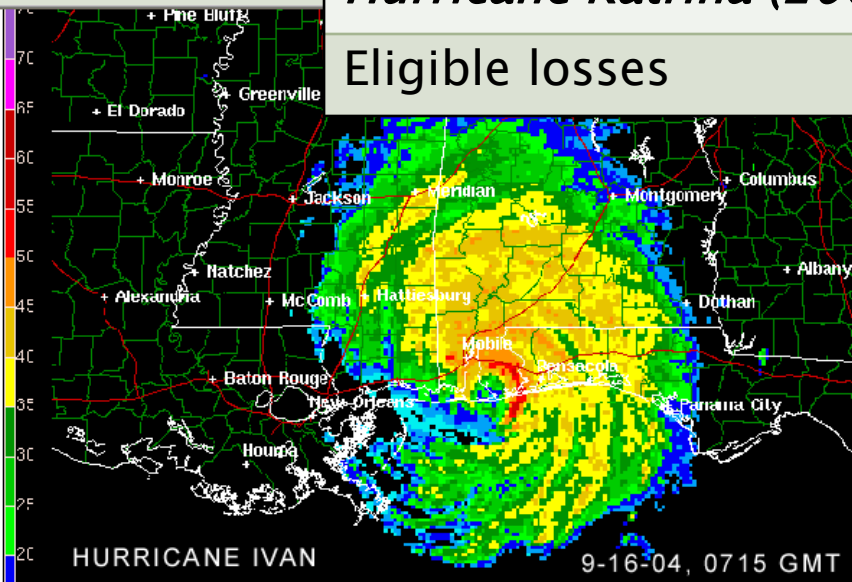 Hurricane Katrina
Eligible losses
Pine Bluff
Greenville
El Dorado
Monroe
Jackson
Meridian
Montgomery
Columbus
Natchez
Albany
Alexandria
McComb
Hattiesburg
Dothan
Mobile
Pensacola
Baton Rouge
New Orleans
Panama City
Houma
70
65
60
55
50
45
40
35
30
25
20
HURRICANE IVAN
9-16-04, 0715 GMT